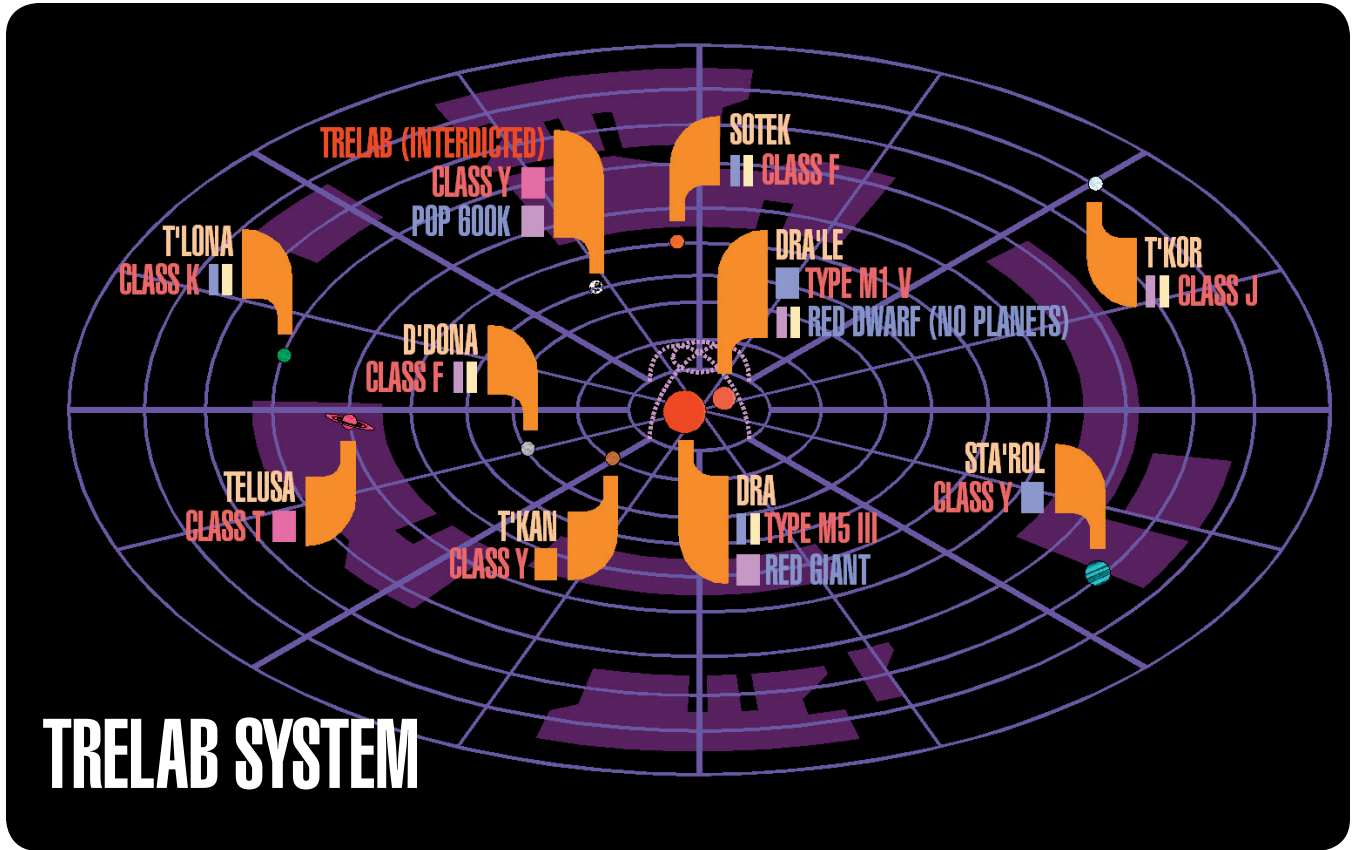 TRELAB (INTERDICTED)
CLASS Y
POP 600K
SOTEK
CLASS F
T'LONA
CLASS K
DRA'LE
TYPE M1 V
RED DWARF (NO PLANETS)
T'KOR
CLASS J
D'DONA
CLASS F
TELUSA
CLASS T
T'KAN
CLASS Y
DRA
TYPE M5 III
RED GIANT
STA'ROL
CLASS Y
TRELAB SYSTEM